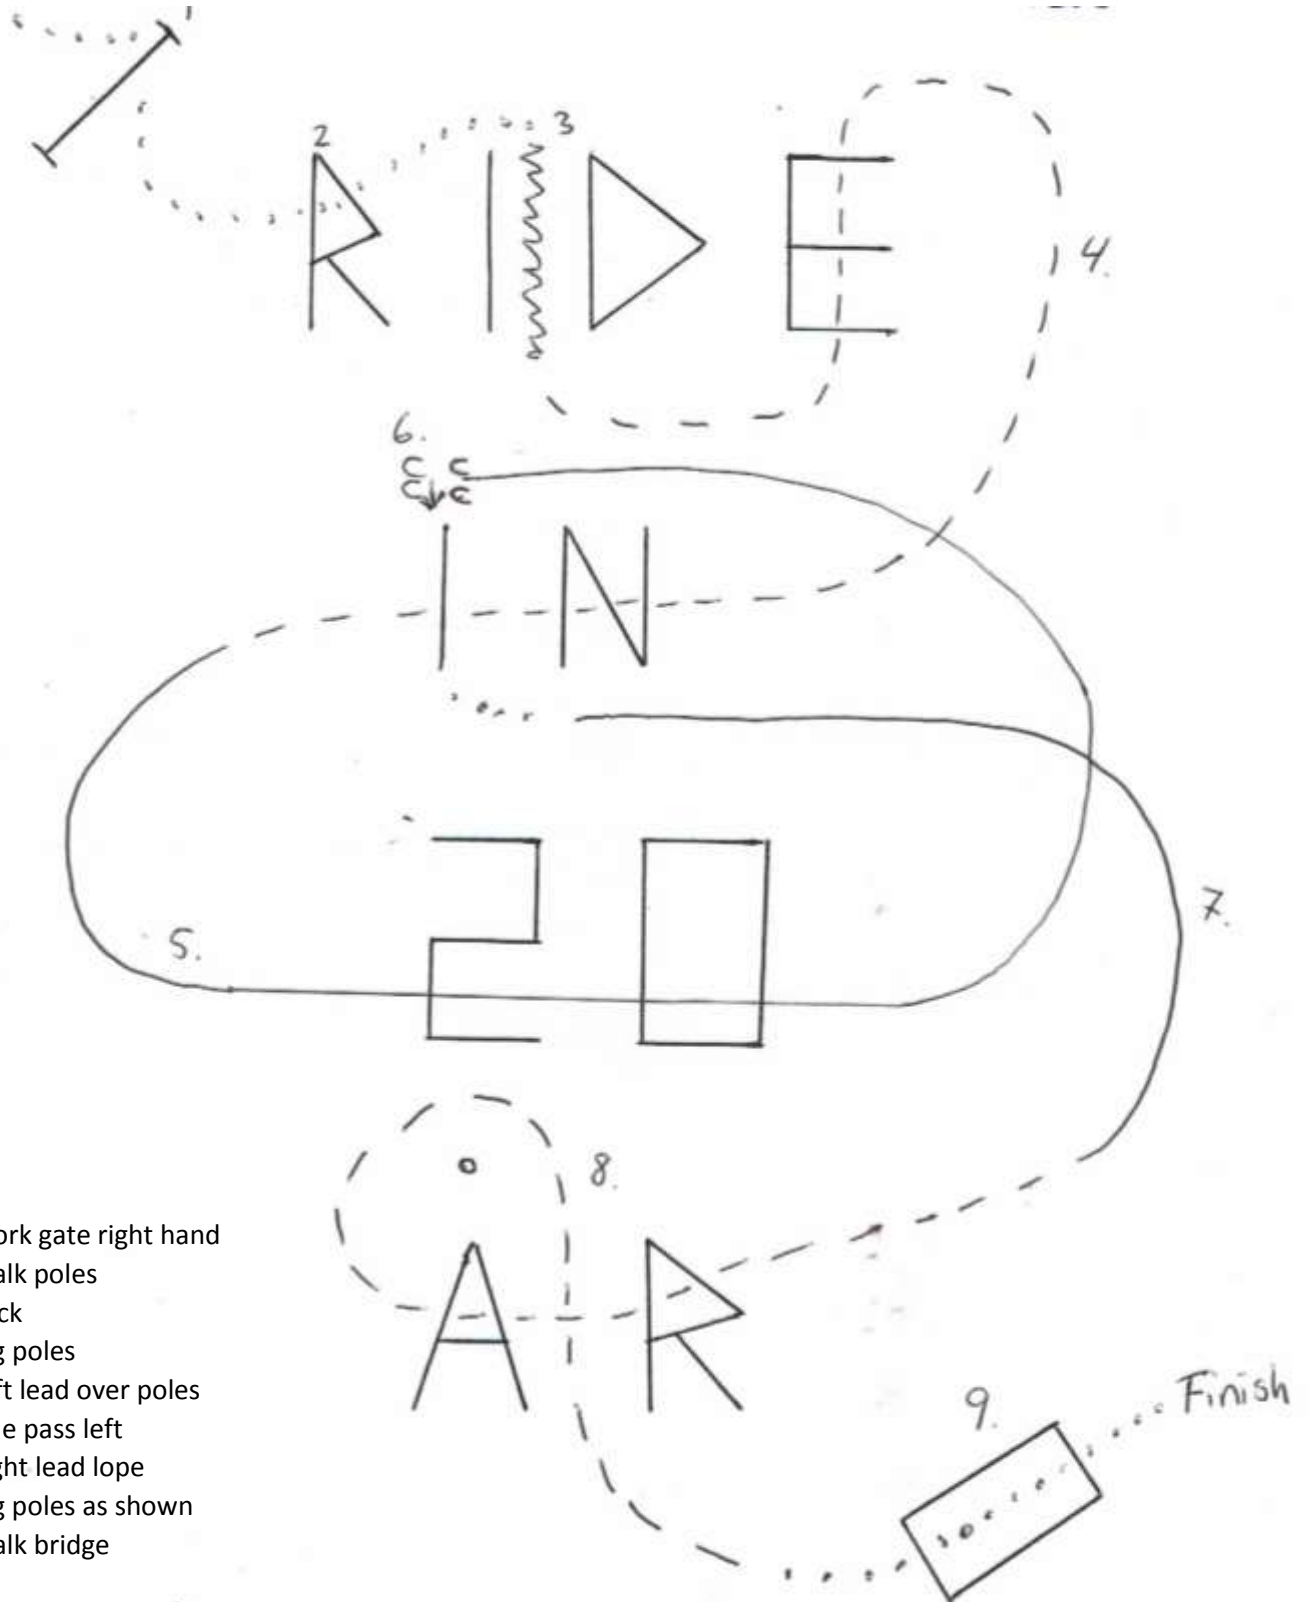 1
2
3
RIDE
4.
6.
IN
5.
7.
20
8.
ork gate right hand
alk poles
ck
g poles
ft lead over poles
e pass left
ght lead lope
g poles as shown
alk bridge
AR
9.
Finish